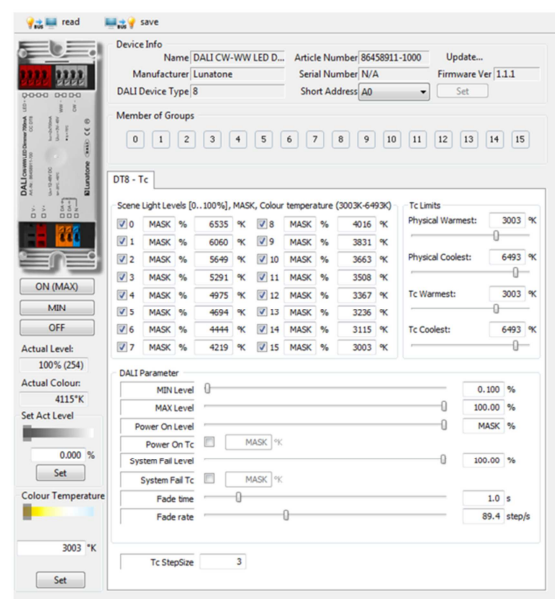 read save
Device Info
Name DALI CW-WW LED D... Article Number 86458911-1000 Update...
Manufacturer Lunatone Serial Number N/A Firmware Ver 1.1.1
DALI Device Type 8 Short Address A0 Set
Member of Groups
0 1 2 3 4 5 6 7 8 9 10 11 12 13 14 15
DT8 - Tc
Scene Light Levels [0..100%], MASK, Colour temperature (3003K-6493K) Tc Limits
0 MASK % 6535 °K 8 MASK % 4016 °K Physical Warmest: 3003 °K
1 MASK % 6060 °K 9 MASK % 3831 °K
2 MASK % 5649 °K 10 MASK % 3663 °K Physical Coolest: 6493 °K
3 MASK % 5291 °K 11 MASK % 3508 °K
4 MASK % 4975 °K 12 MASK % 3367 °K Tc Warmest: 3003 °K
5 MASK % 4694 °K 13 MASK % 3236 °K
6 MASK % 4444 °K 14 MASK % 3115 °K Tc Coolest: 6493 °K
7 MASK % 4219 °K 15 MASK % 3003 °K
DALI Parameter
MIN Level 0.100 %
MAX Level 100.00 %
Power On Level MASK %
Power On Tc MASK °K
System Fail Level 100.00 %
System Fail Tc MASK °K
Fade time 1.0 s
Fade rate 89.4 step/s
Tc StepSize 3
Lunatone
ON (MAX)
MIN
OFF
Actual Level:
100% (254)
Actual Colour:
4115°K
Set Act Level
0.000 %
Set
Colour Temperature
3003 °K
Set